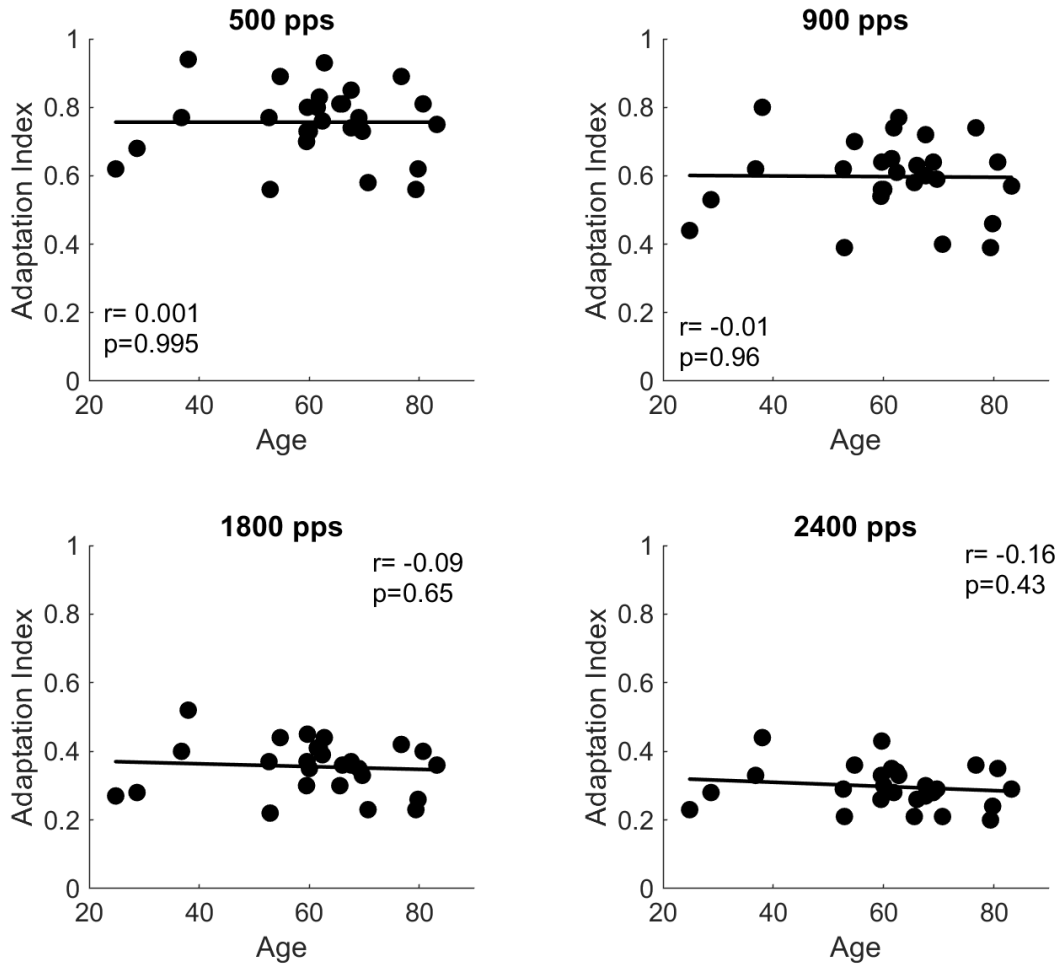 500 pps
1
0.8
0.6
0.4
0.2
0
Adaptation Index
r= 0.001
p=0.995
20 40 60 80
Age
900 pps
1
0.8
0.6
0.4
0.2
0
Adaptation Index
r= -0.01
p=0.96
20 40 60 80
Age
1800 pps
1
0.8
0.6
0.4
0.2
0
Adaptation Index
r= -0.09
p=0.65
20 40 60 80
Age
2400 pps
1
0.8
0.6
0.4
0.2
0
Adaptation Index
r= -0.16
p=0.43
20 40 60 80
Age